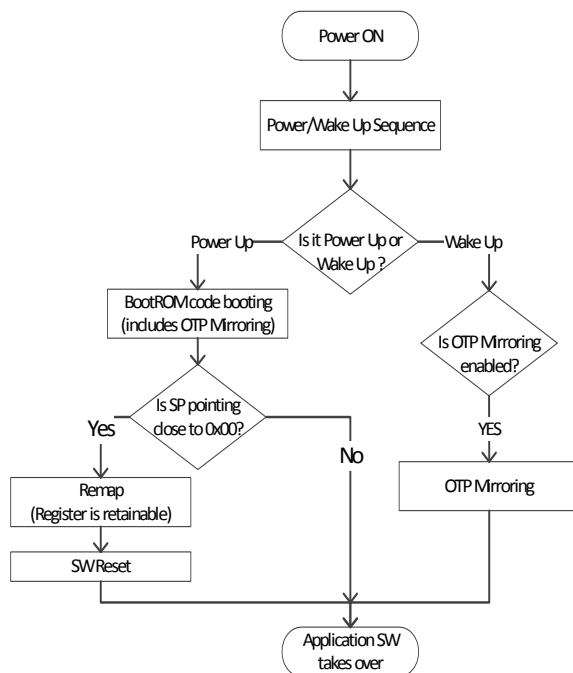 Power ON
Power/Wake Up Sequence
Is it Power Up or
Wake Up ?
Power Up
Wake Up
BootROM code booting
(includes OTP Mirroring)
Is OTP Mirroring
enabled?
Is SP pointing
close to 0x00?
Yes
No
YES
Remap
(Register is retainable)
OTP Mirroring
SW Reset
Application SW
takes over